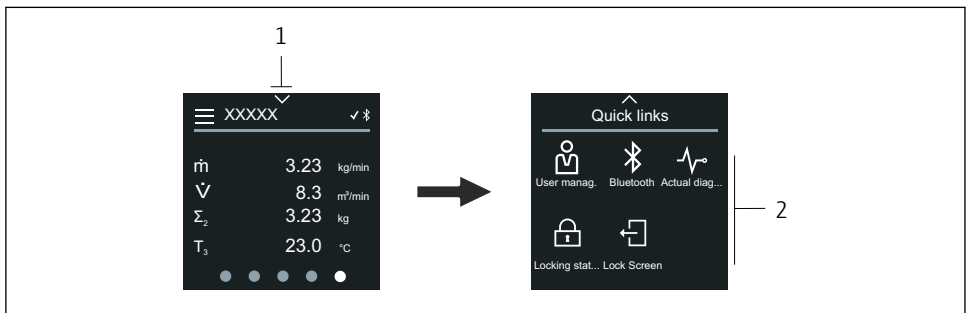 1
XXXXX
ṁ 3.23 kg/min
V̇ 8.3 m³/min
Σ₂ 3.23 kg
T₃ 23.0 °C
Quick links
User manag. Bluetooth Actual diag...
Locking stat... Lock Screen
2